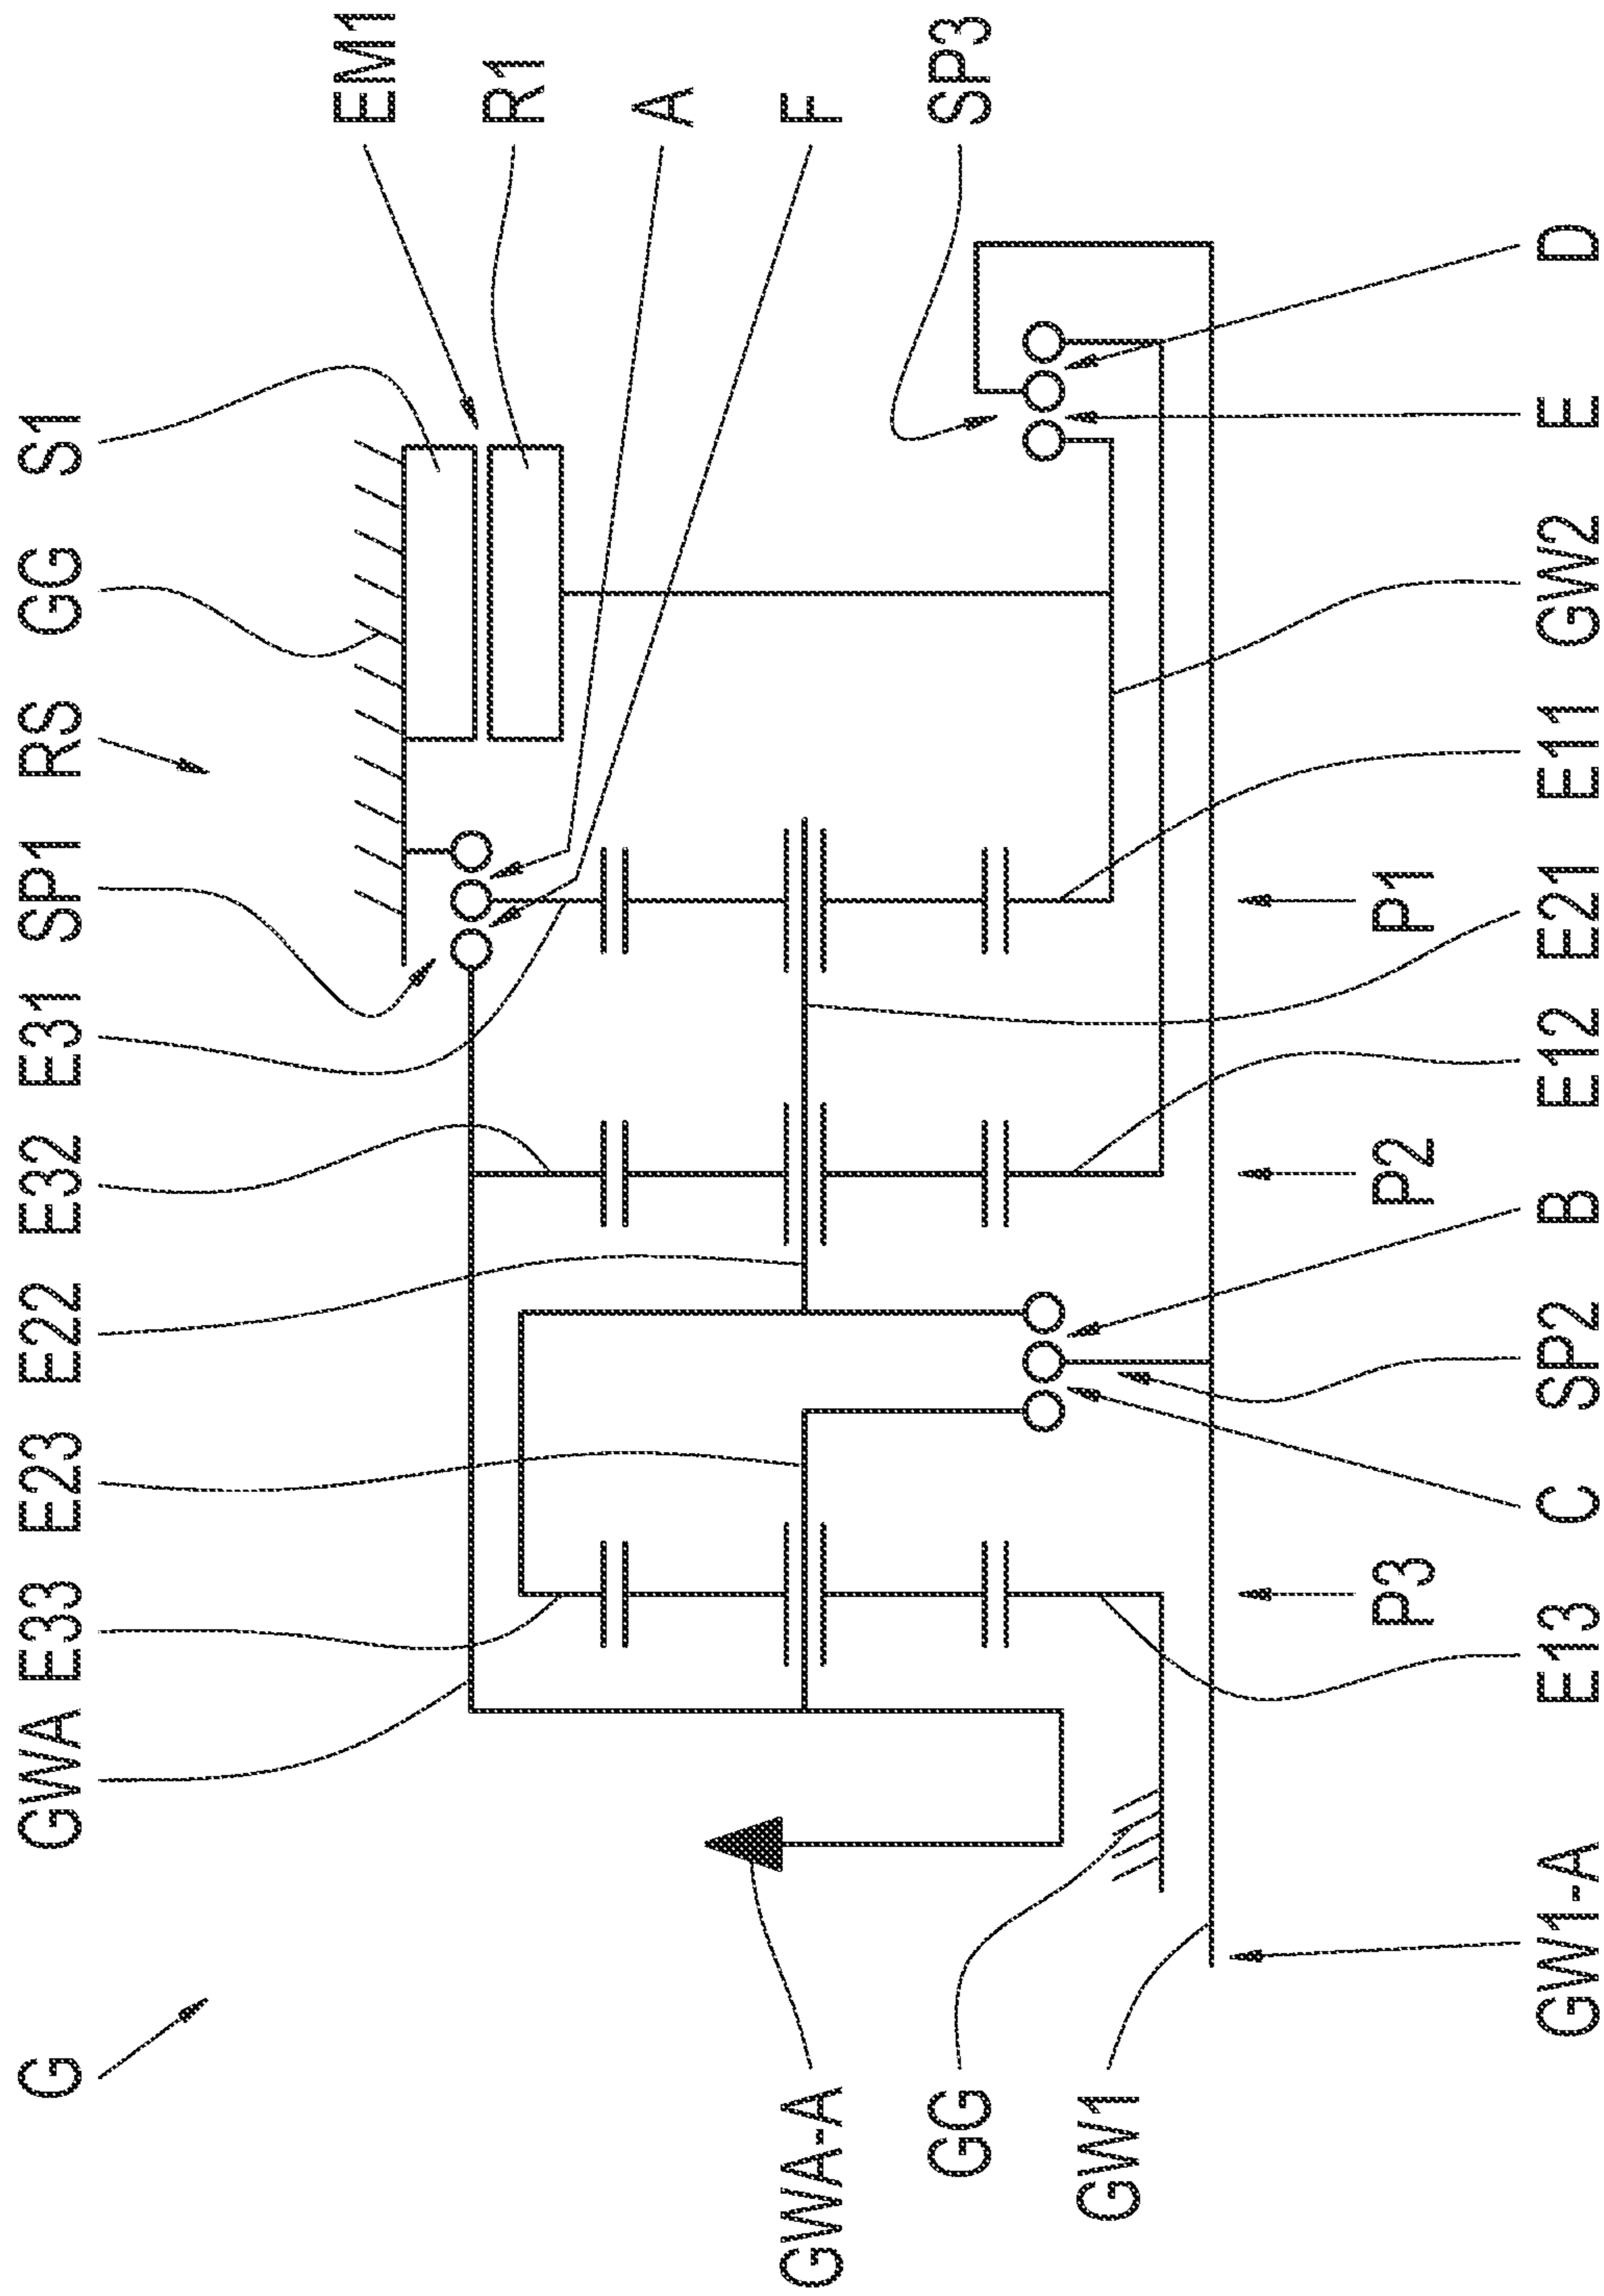 G
GWA
E33
E23
E22
E32
E31
SP1
RS
GG
S1
EM1
R1
A
F
SP3
GWA-A
GG
GW1
P3
P2
P1
GW1-A
E13
C
SP2
B
E12
E21
E11
GW2
E
D